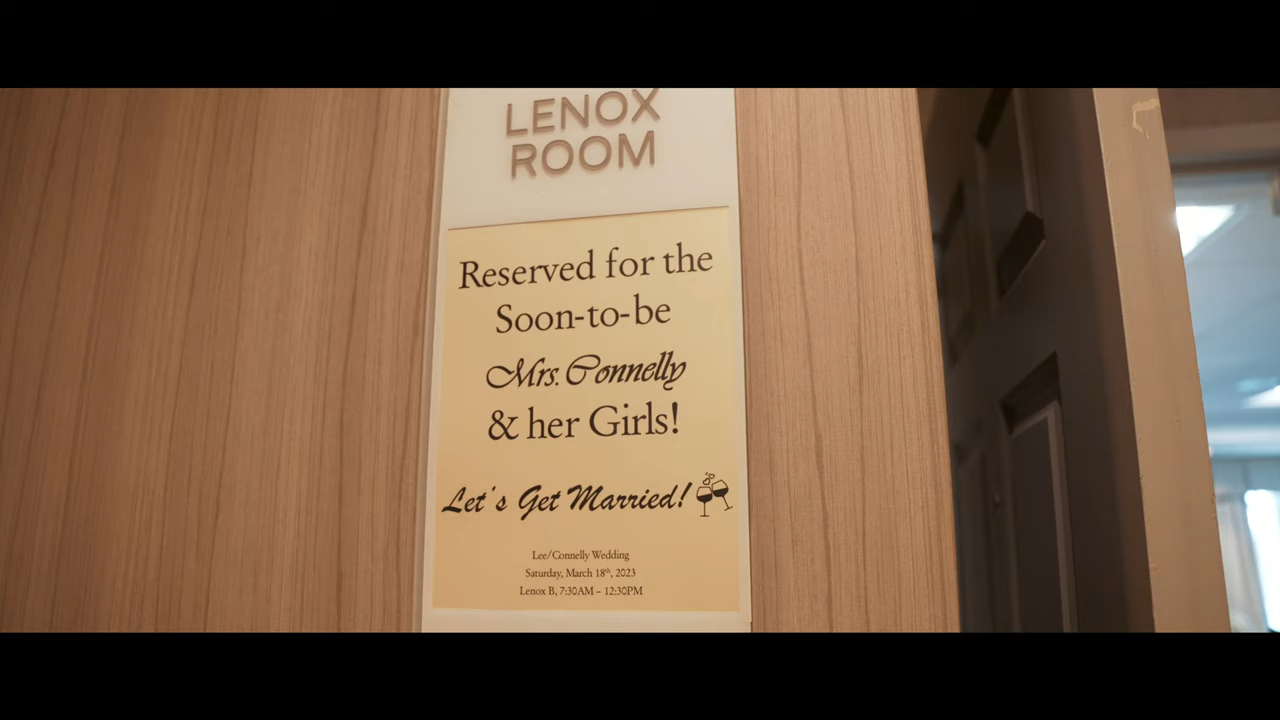 LENOX
ROOM
Reserved for the
Soon-to-be
Mrs. Connelly
& her Girls!
Let's Get Married!
Lee/Connelly Wedding
Saturday, March 18th, 2023
Lenox B, 7:30AM – 12:30PM